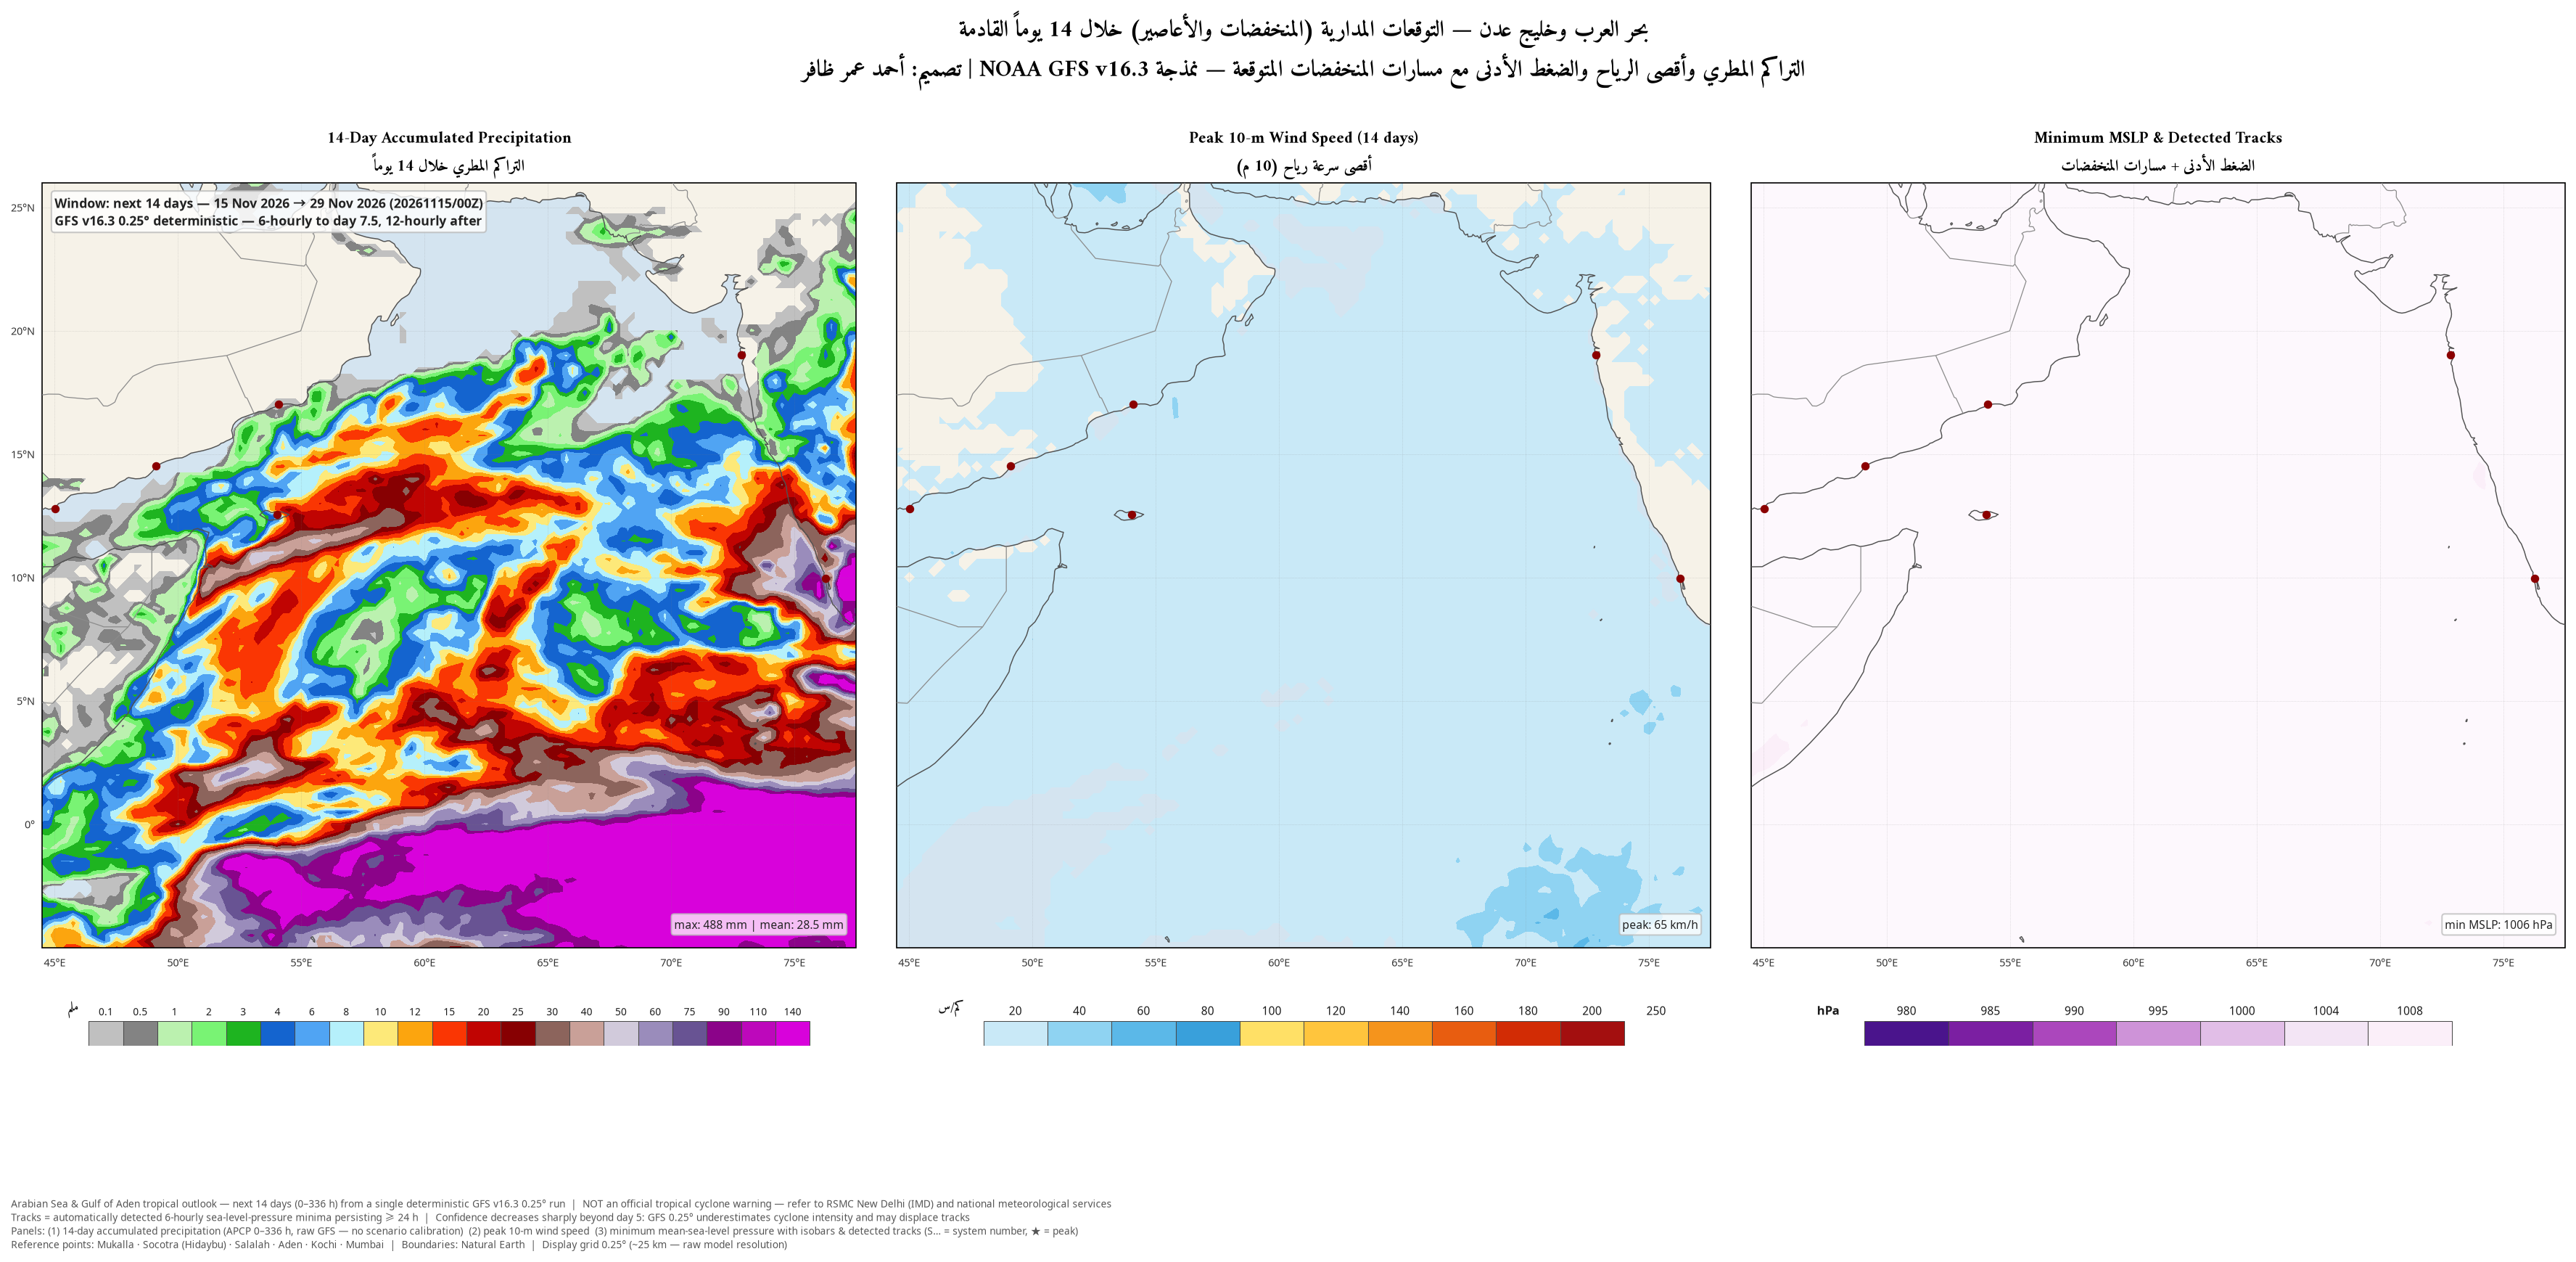 بحر العرب وخليج عدن — التوقعات المدارية (المنخفضات والأعاصير) خلال 14 يوماً القادمة
التراكم المطري وأقصى الرياح والضغط الأدنى مع مسارات المنخفضات المتوقعة — نمذجة NOAA GFS v16.3 | تصميم: أحمد عمر ظافر
14-Day Accumulated Precipitation
التراكم المطري خلال 14 يوماً
Window: next 14 days — 15 Nov 2026 → 29 Nov 2026 (20261115/00Z)
GFS v16.3 0.25° deterministic — 6-hourly to day 7.5, 12-hourly after
25°N
20°N
15°N
10°N
5°N
0°
max: 488 mm | mean: 28.5 mm
45°E 50°E 55°E 60°E 65°E 70°E 75°E
ملم 0.1 0.5 1 2 3 4 6 8 10 12 15 20 25 30 40 50 60 75 90 110 140
Peak 10-m Wind Speed (14 days)
أقصى سرعة رياح (10 م)
peak: 65 km/h
45°E 50°E 55°E 60°E 65°E 70°E 75°E
كم/س 20 40 60 80 100 120 140 160 180 200 250
Minimum MSLP & Detected Tracks
الضغط الأدنى + مسارات المنخفضات
min MSLP: 1006 hPa
45°E 50°E 55°E 60°E 65°E 70°E 75°E
hPa 980 985 990 995 1000 1004 1008
Arabian Sea & Gulf of Aden tropical outlook — next 14 days (0–336 h) from a single deterministic GFS v16.3 0.25° run | NOT an official tropical cyclone warning — refer to RSMC New Delhi (IMD) and national meteorological services
Tracks = automatically detected 6-hourly sea-level-pressure minima persisting ⩾ 24 h | Confidence decreases sharply beyond day 5: GFS 0.25° underestimates cyclone intensity and may displace tracks
Panels: (1) 14-day accumulated precipitation (APCP 0–336 h, raw GFS — no scenario calibration) (2) peak 10-m wind speed (3) minimum mean-sea-level pressure with isobars & detected tracks (S… = system number, ★ = peak)
Reference points: Mukalla · Socotra (Hidaybu) · Salalah · Aden · Kochi · Mumbai | Boundaries: Natural Earth | Display grid 0.25° (~25 km — raw model resolution)